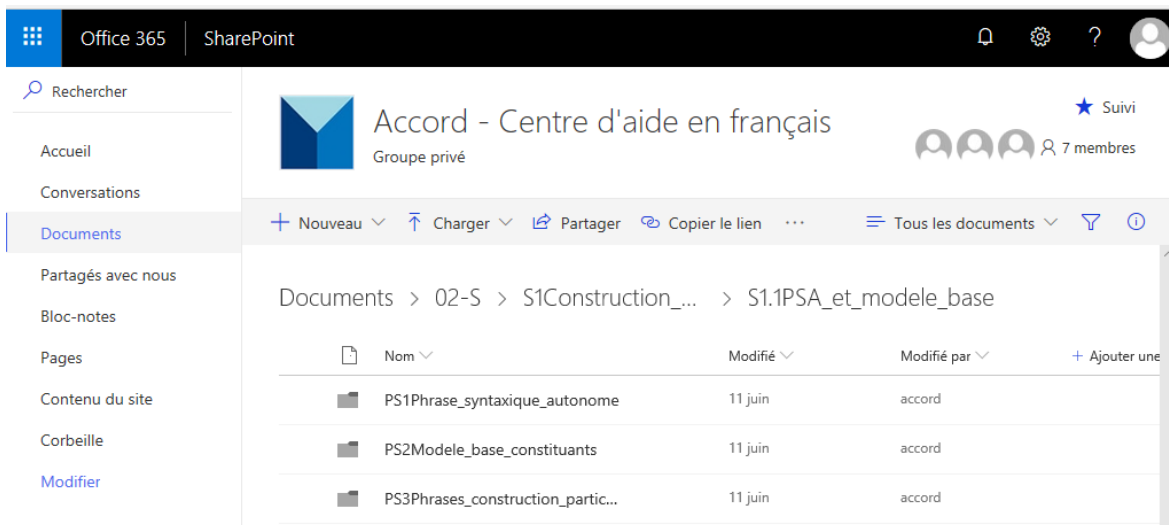 Office 365 SharePoint ?
Rechercher
Accueil
Conversations
Documents
Partagés avec nous
Bloc-notes
Pages
Contenu du site
Corbeille
Modifier
Accord - Centre d'aide en français
Groupe privé
Suivi
7 membres
Nouveau Charger Partager Copier le lien ... Tous les documents
Documents > 02-S > S1Construction_... > S1.1PSA_et_modele_base
Nom Modifié Modifié par + Ajouter une
PS1Phrase_syntaxique_autonome 11 juin accord
PS2Modele_base_constituants 11 juin accord
PS3Phrases_construction_partic... 11 juin accord